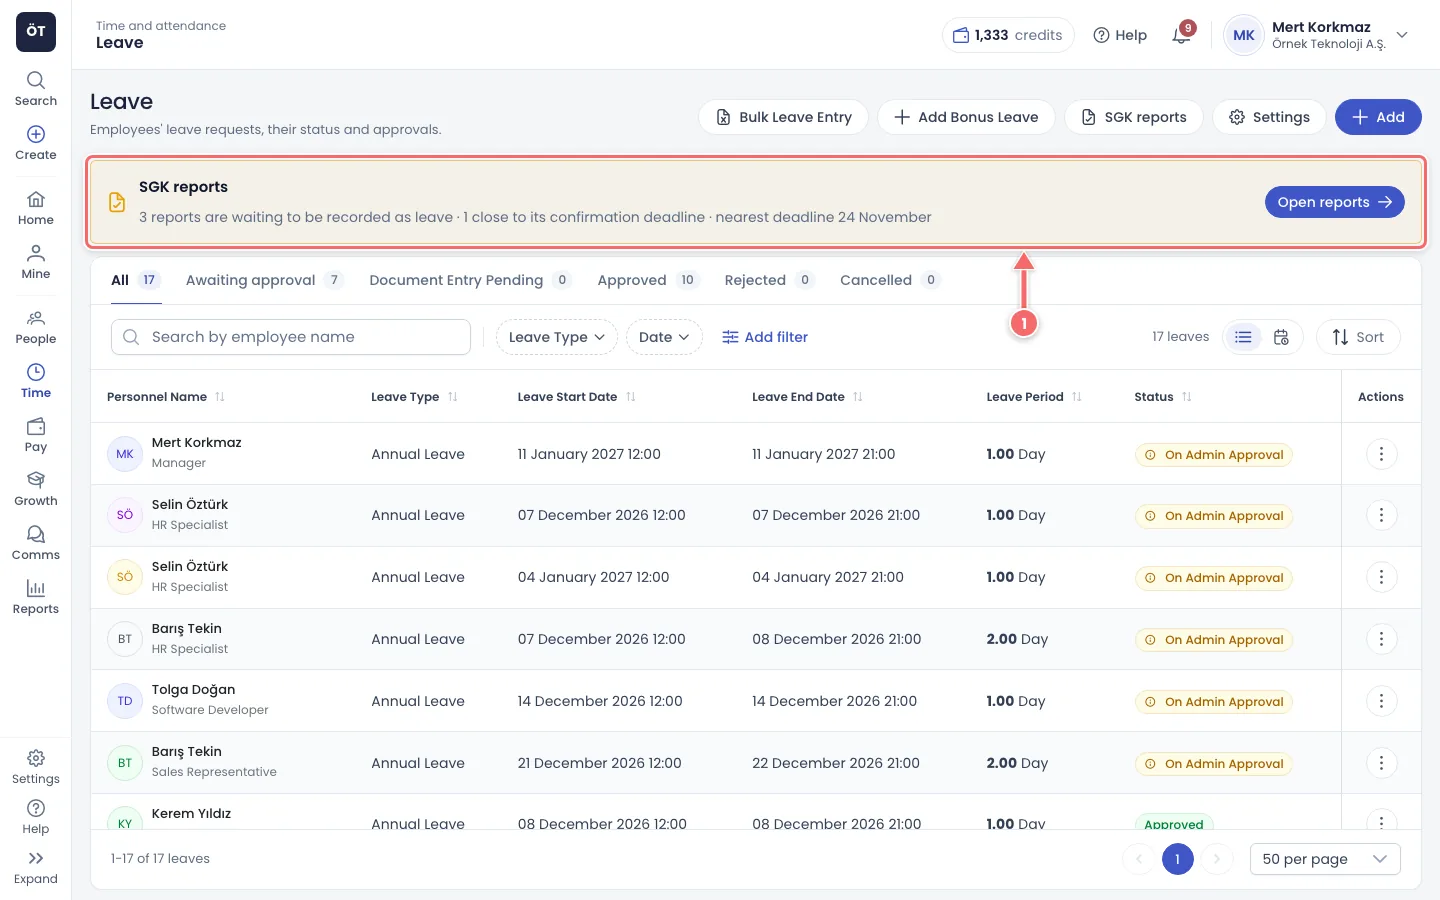 ÖT
Search
Create
Home
Mine
People
Time
Pay
Growth
Comms
Reports
Settings
Help
Expand
Time and attendance
Leave
1,333 credits
Help
9
MK
Mert Korkmaz
Örnek Teknoloji A.Ş.
Leave
Employees' leave requests, their status and approvals.
Bulk Leave Entry
Add Bonus Leave
SGK reports
Settings
Add
SGK reports
3 reports are waiting to be recorded as leave · 1 close to its confirmation deadline · nearest deadline 24 November
Open reports
1
All 17
Awaiting approval 7
Document Entry Pending 0
Approved 10
Rejected 0
Cancelled 0
Search by employee name
Leave Type
Date
Add filter
17 leaves
Sort
Personnel Name Leave Type Leave Start Date Leave End Date Leave Period Status Actions
MK Mert Korkmaz
Manager
Annual Leave 11 January 2027 12:00 11 January 2027 21:00 1.00 Day On Admin Approval
SÖ Selin Öztürk
HR Specialist
Annual Leave 07 December 2026 12:00 07 December 2026 21:00 1.00 Day On Admin Approval
SÖ Selin Öztürk
HR Specialist
Annual Leave 04 January 2027 12:00 04 January 2027 21:00 1.00 Day On Admin Approval
BT Barış Tekin
HR Specialist
Annual Leave 07 December 2026 12:00 08 December 2026 21:00 2.00 Day On Admin Approval
TD Tolga Doğan
Software Developer
Annual Leave 14 December 2026 12:00 14 December 2026 21:00 1.00 Day On Admin Approval
BT Barış Tekin
Sales Representative
Annual Leave 21 December 2026 12:00 22 December 2026 21:00 2.00 Day On Admin Approval
KY Kerem Yıldız
Annual Leave 08 December 2026 12:00 08 December 2026 21:00 1.00 Day Approved
1-17 of 17 leaves
1
50 per page